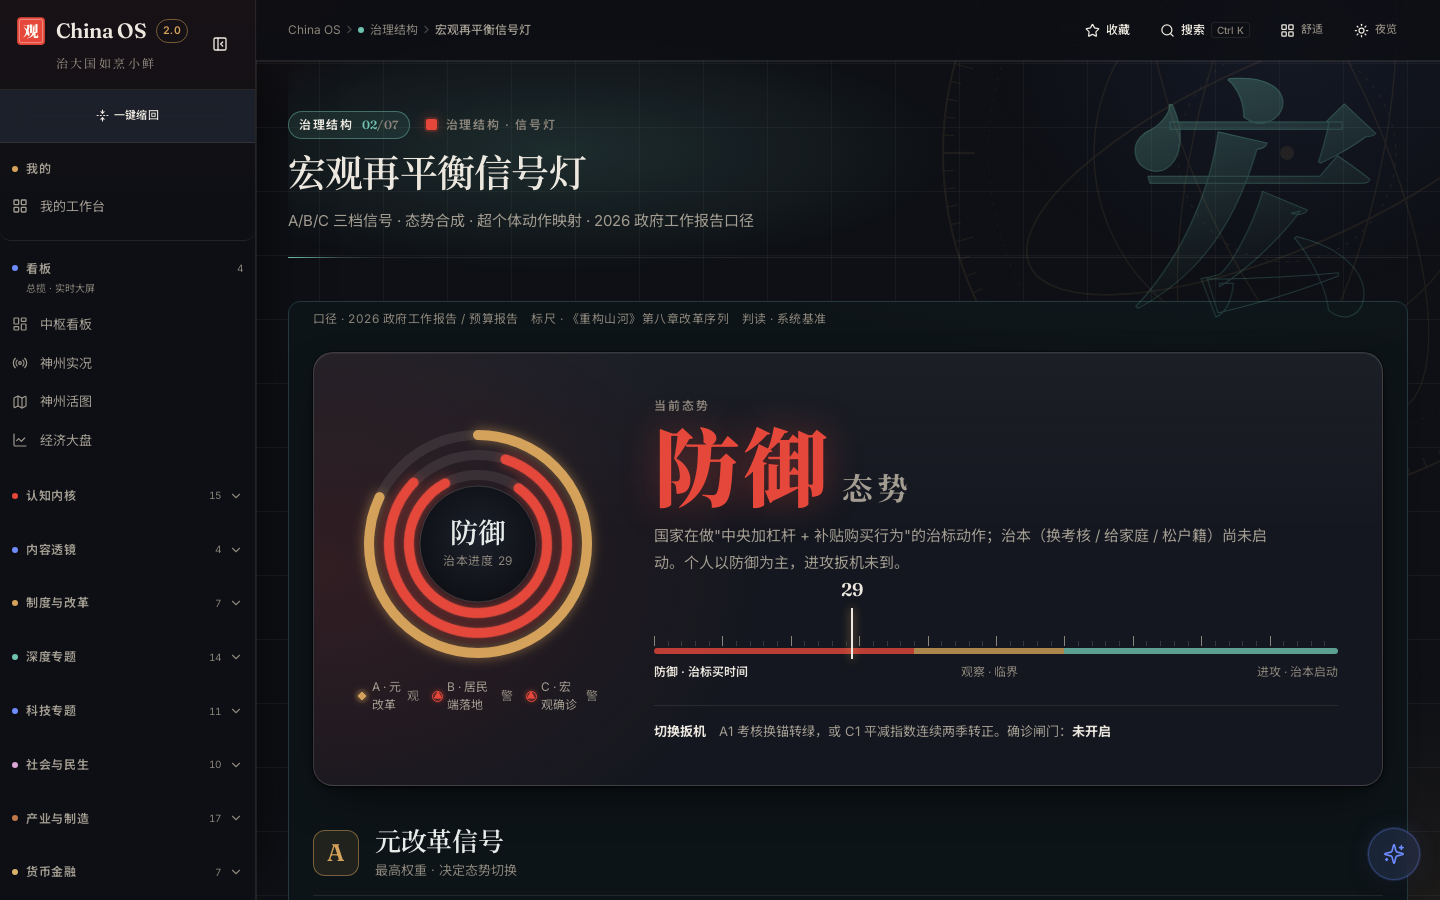 观 China OS 2.0
治大国如烹小鲜
一键缩回
我的
我的工作台
看板 4
总揽 · 实时大屏
中枢看板
神州实况
神州活图
经济大盘
认知内核 15
内容透镜 4
制度与改革 7
深度专题 14
科技专题 11
社会与民生 10
产业与制造 17
货币金融 7
China OS 治理结构 宏观再平衡信号灯
收藏 搜索 Ctrl K 舒适 夜览
治理结构 02/07 治理结构 · 信号灯
宏观再平衡信号灯
A/B/C 三档信号 · 态势合成 · 超个体动作映射 · 2026 政府工作报告口径
宏
口径 · 2026 政府工作报告 / 预算报告 标尺 · 《重构山河》第八章改革序列 判读 · 系统基准
防御
治本进度 29
A · 元改革 观
B · 居民端落地 警
C · 宏观确诊 警
当前态势
防御 态势
国家在做"中央加杠杆 + 补贴购买行为"的治标动作；治本（换考核 / 给家庭 / 松户籍）尚未启
动。个人以防御为主，进攻扳机未到。
29
防御 · 治标买时间 观察 · 临界 进攻 · 治本启动
切换扳机 A1 考核换锚转绿，或 C1 平减指数连续两季转正。确诊闸门：未开启
A 元改革信号
最高权重 · 决定态势切换